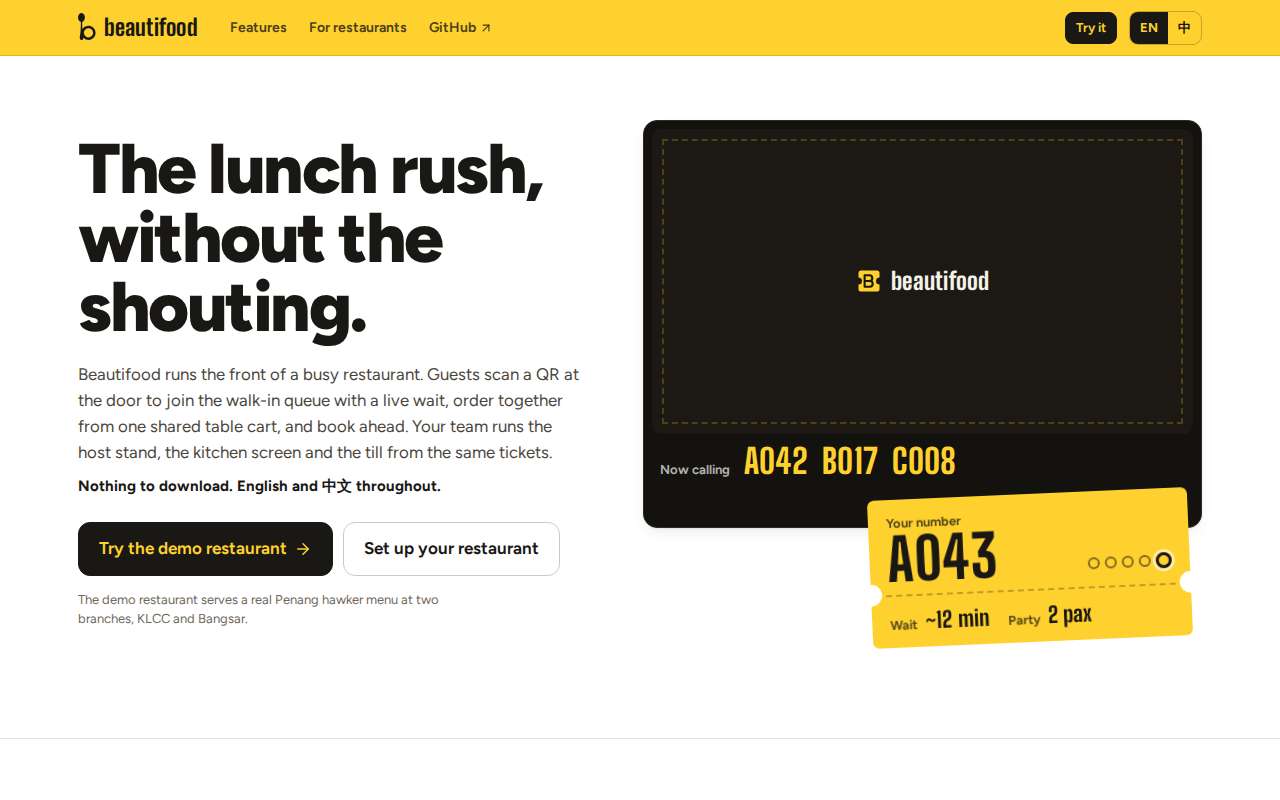 beautifood
Features
For restaurants
GitHub ↗
Try it
EN
中
The lunch rush,
without the
shouting.
Beautifood runs the front of a busy restaurant. Guests scan a QR at
the door to join the walk-in queue with a live wait, order together
from one shared table cart, and book ahead. Your team runs the
host stand, the kitchen screen and the till from the same tickets.
Nothing to download. English and 中文 throughout.
Try the demo restaurant →
Set up your restaurant
The demo restaurant serves a real Penang hawker menu at two
branches, KLCC and Bangsar.
B beautifood
Now calling A042 B017 C008
Your number
A043
Wait ~12 min Party 2 pax